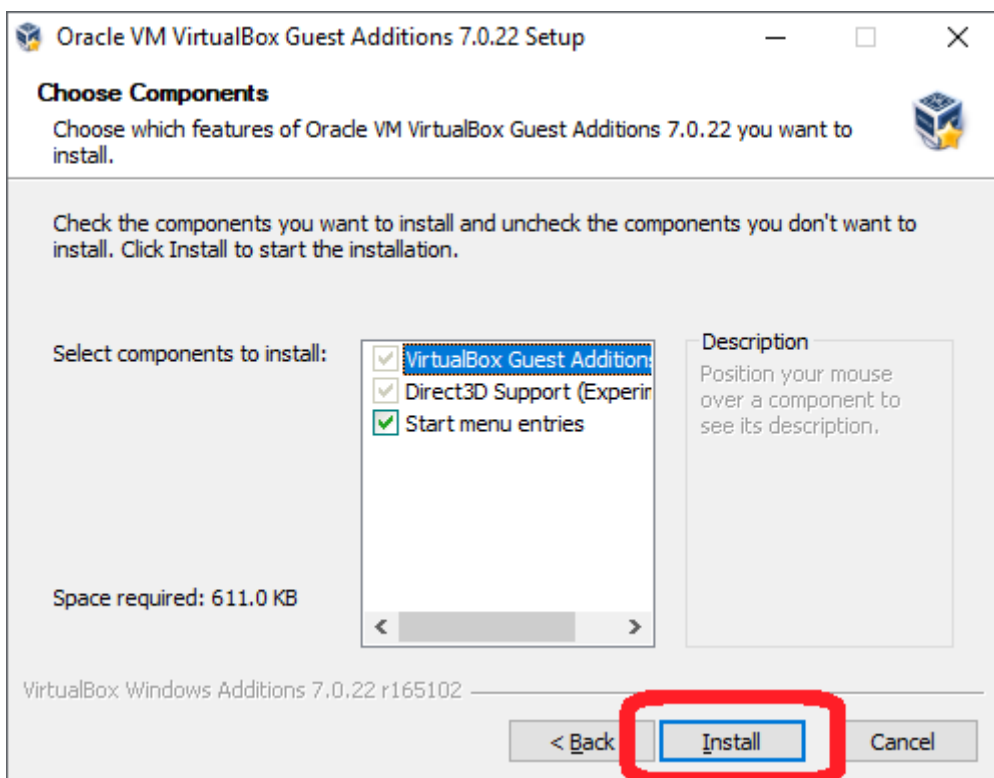 Oracle VM VirtualBox Guest Additions 7.0.22 Setup
Choose Components
Choose which features of Oracle VM VirtualBox Guest Additions 7.0.22 you want to
install.
Check the components you want to install and uncheck the components you don't want to
install. Click Install to start the installation.
Select components to install:
VirtualBox Guest Additions
Direct3D Support (Experim
Start menu entries
Description
Position your mouse
over a component to
see its description.
Space required: 611.0 KB
VirtualBox Windows Additions 7.0.22 r165102
< Back
Install
Cancel